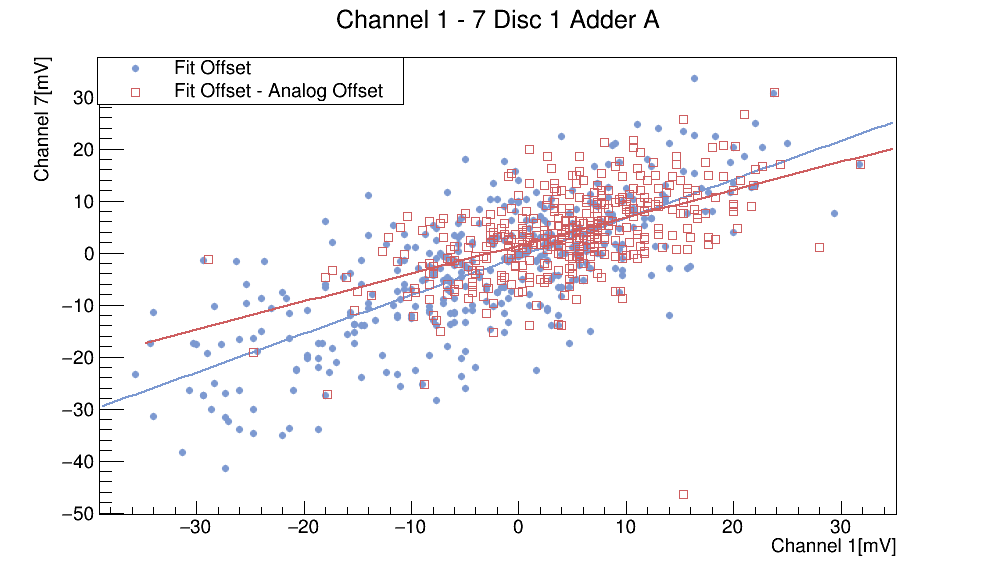 Channel 1 - 7 Disc 1 Adder A
Channel 7[mV]
Fit Offset
Fit Offset - Analog Offset
30
20
10
0
−10
−20
−30
−40
−50
−30 −20 −10 0 10 20 30
Channel 1[mV]